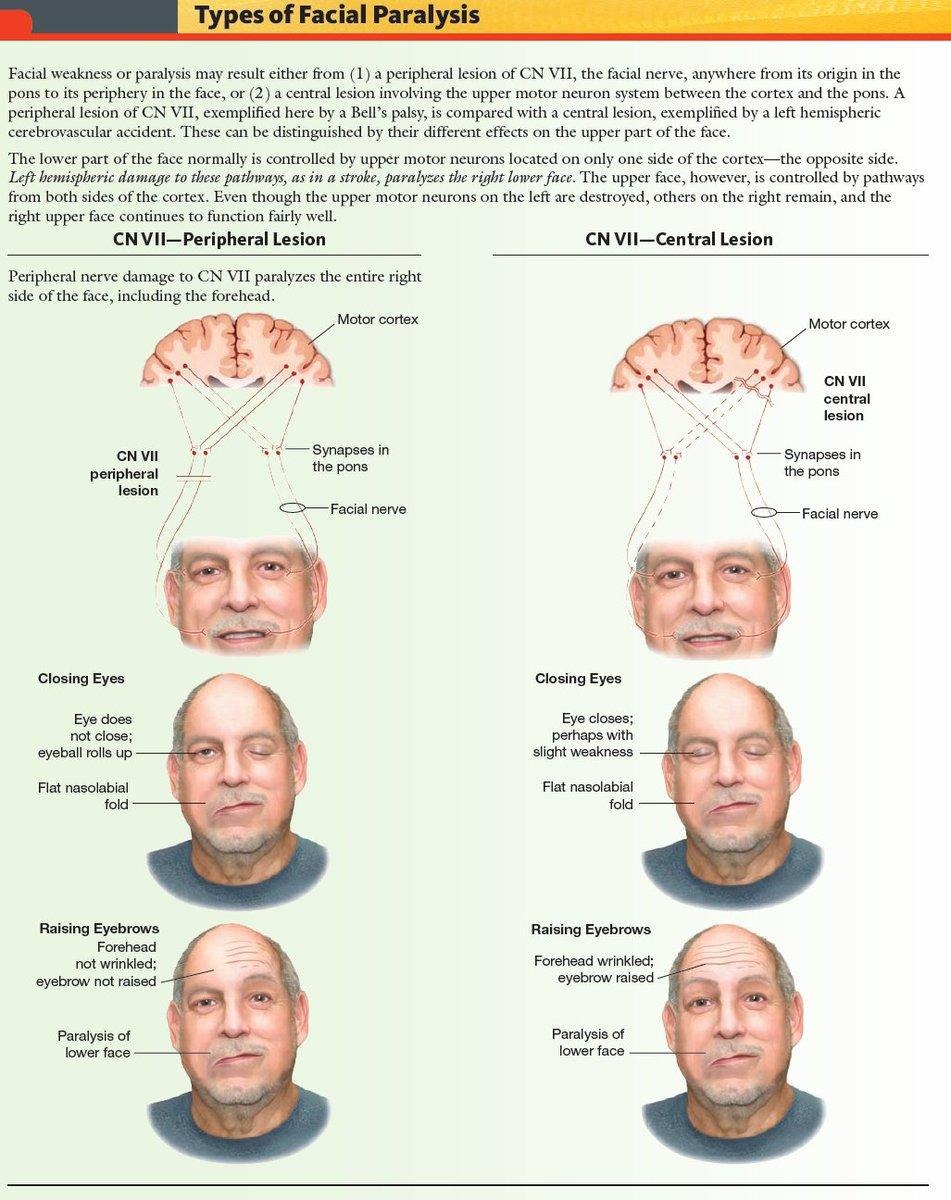 Types of Facial Paralysis
Facial weakness or paralysis may result either from (1) a peripheral lesion of CN VII, the facial nerve, anywhere from its origin in the
pons to its periphery in the face, or (2) a central lesion involving the upper motor neuron system between the cortex and the pons. A
peripheral lesion of CN VII, exemplified here by a Bell's palsy, is compared with a central lesion, exemplified by a left hemispheric
cerebrovascular accident. These can be distinguished by their different effects on the upper part of the face.
The lower part of the face normally is controlled by upper motor neurons located on only one side of the cortex—the opposite side.
Left hemispheric damage to these pathways, as in a stroke, paralyzes the right lower face. The upper face, however, is controlled by pathways
from both sides of the cortex. Even though the upper motor neurons on the left are destroyed, others on the right remain, and the
right upper face continues to function fairly well.
CN VII—Peripheral Lesion
Peripheral nerve damage to CN VII paralyzes the entire right
side of the face, including the forehead.
Motor cortex
CN VII
peripheral
lesion
Synapses in
the pons
Facial nerve
Closing Eyes
Eye does
not close;
eyeball rolls up
Flat nasolabial
fold
Raising Eyebrows
Forehead
not wrinkled;
eyebrow not raised
Paralysis of
lower face
CN VII—Central Lesion
Motor cortex
CN VII
central
lesion
Synapses in
the pons
Facial nerve
Closing Eyes
Eye closes;
perhaps with
slight weakness
Flat nasolabial
fold
Raising Eyebrows
Forehead wrinkled;
eyebrow raised
Paralysis of
lower face